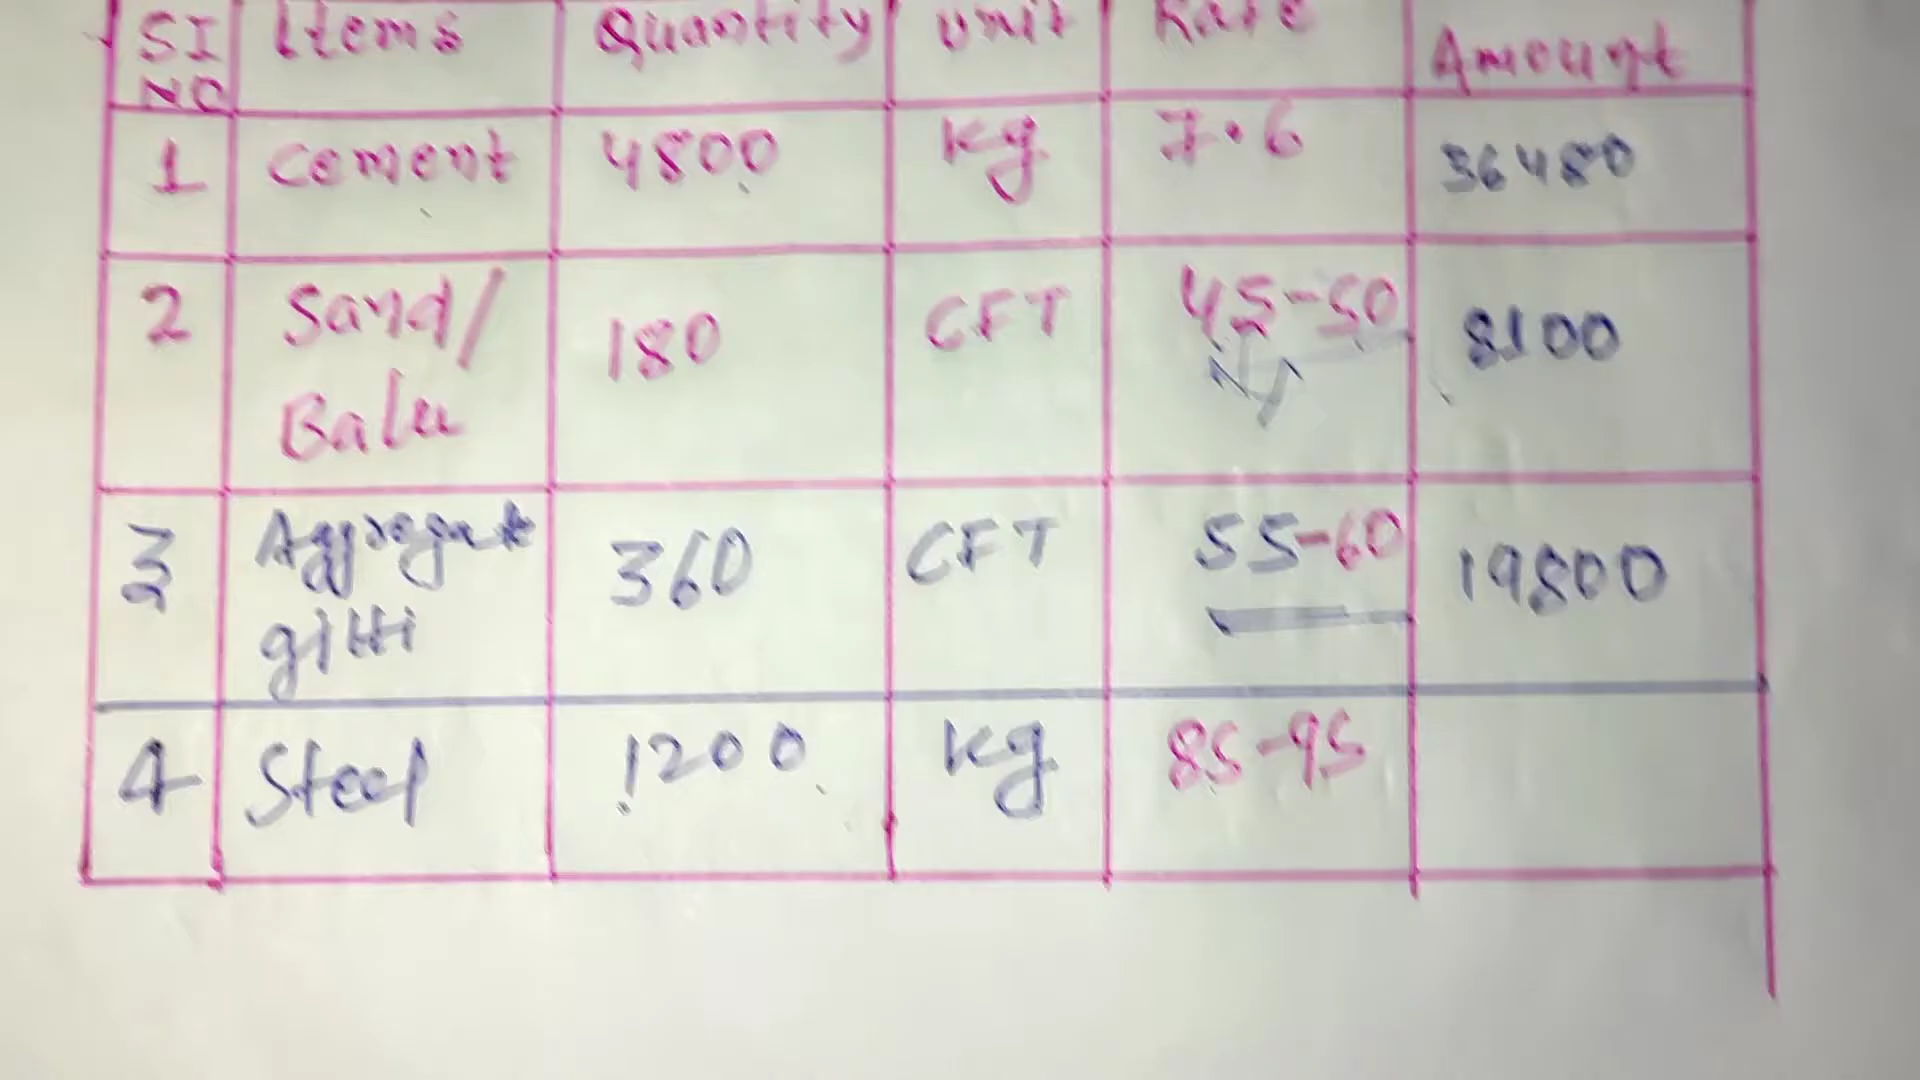 SI NO Items Quantity Unit Rate Amount
1 Cement 4800 kg 7.6 36480
2 Sand/ Balu 180 CFT 45-50 8100
3 Aggregate gitti 360 CFT 55-60 19800
4 Steel 1200 kg 85-95